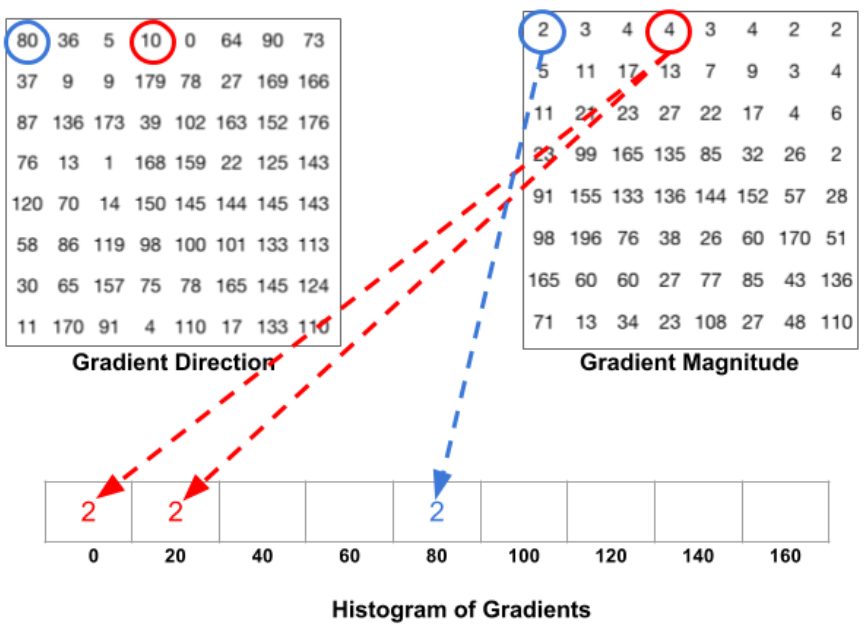 80 36 5 10 0 64 90 73
37 9 9 179 78 27 169 166
87 136 173 39 102 163 152 176
76 13 1 168 159 22 125 143
120 70 14 150 145 144 145 143
58 86 119 98 100 101 133 113
30 65 157 75 78 165 145 124
11 170 91 4 110 17 133 110
Gradient Direction
2 3 4 4 3 4 2 2
5 11 17 13 7 9 3 4
11 21 23 27 22 17 4 6
23 99 165 135 85 32 26 2
91 155 133 136 144 152 57 28
98 196 76 38 26 60 170 51
165 60 60 27 77 85 43 136
71 13 34 23 108 27 48 110
Gradient Magnitude
2 2 2
0 20 40 60 80 100 120 140 160
Histogram of Gradients